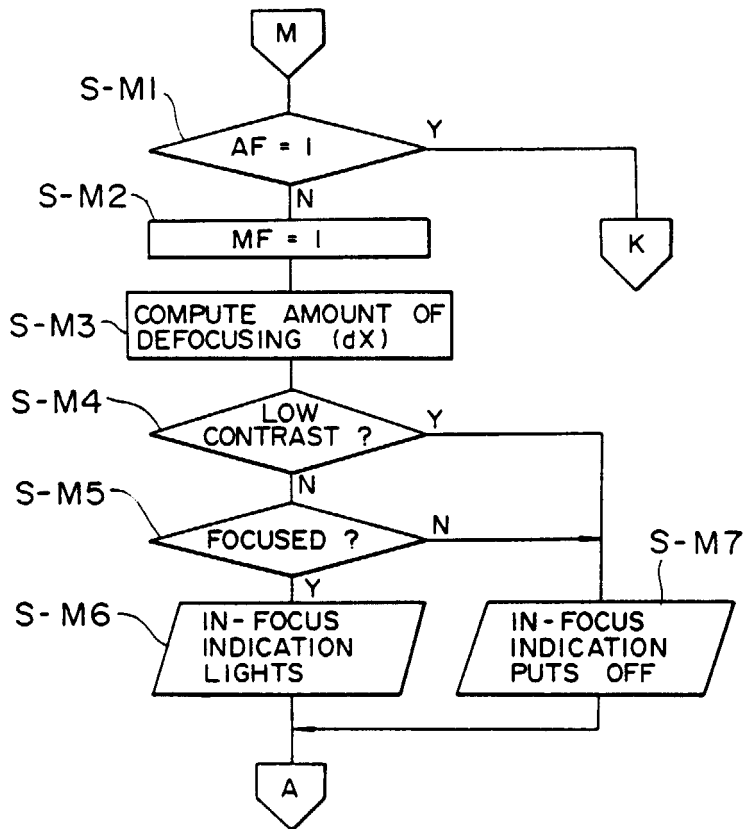 M
S-M1
AF = 1
Y
N
S-M2
MF = 1
K
S-M3
COMPUTE AMOUNT OF
DEFOCUSING (dX)
S-M4
LOW
CONTRAST ?
Y
N
S-M5
FOCUSED ?
N
Y
S-M7
S-M6
IN-FOCUS
INDICATION
LIGHTS
IN-FOCUS
INDICATION
PUTS OFF
A